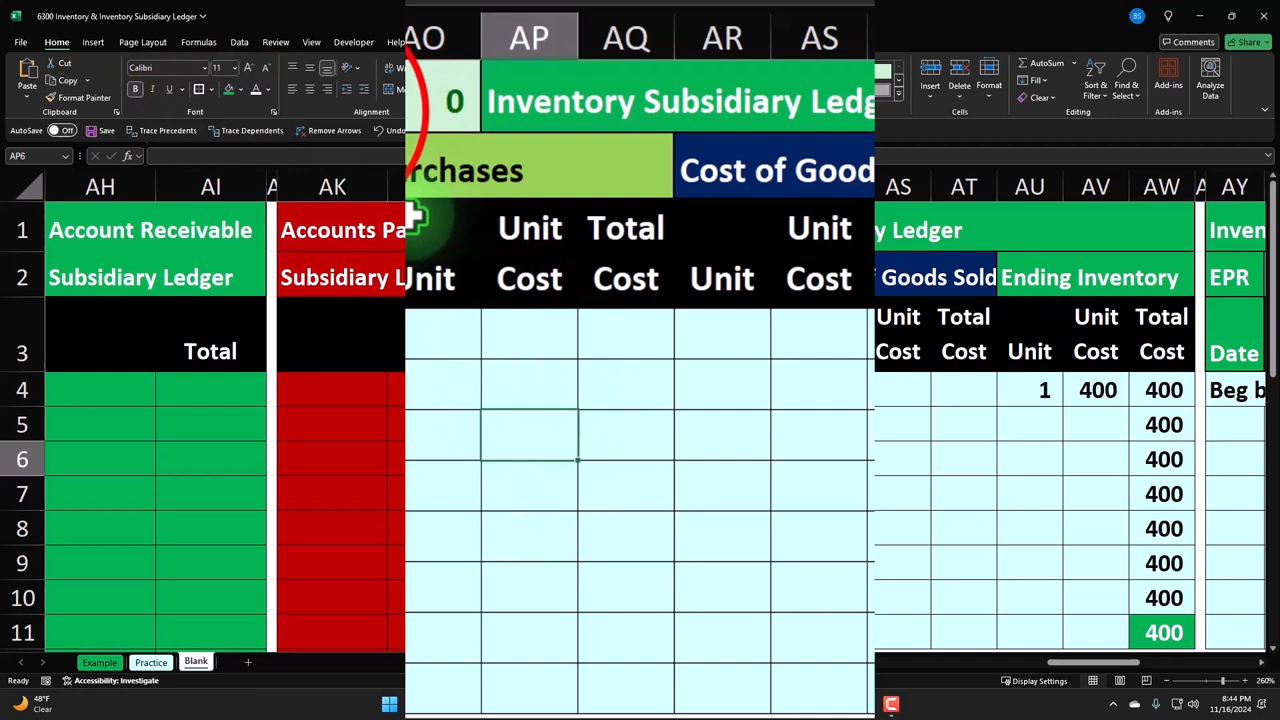 6300 Inventory & Inventory Subsidiary Ledger
BS
File Home Insert Page Layout Formulas Data Review View Developer Help
Comments Share
Paste
Cut
Copy
Format Painter
Clipboard
Calibri 11
B I U
Font
Alignment
Insert Delete Format
Cells
AutoSum
Fill
Clear
Sort & Filter
Find & Select
Editing
Add-ins
Add-ins
Analyze Data
AutoSave Off Save Trace Precedents Trace Dependents Remove Arrows Undo
AP6 fx
AH AI AK AO AP AQ AR AS AS AT AU AV AW AY
1 Account Receivable Accounts Pa 0 Inventory Subsidiary Ledg y Ledger Inven
2 Subsidiary Ledger Subsidiary L rchases Cost of Good Goods Sold Ending Inventory EPR
Unit Total Unit
Unit Cost Cost Unit Cost
Unit Total Unit Total
3 Total Cost Cost Unit Cost Cost Date
4 1 400 400 Beg b
5 400
6 400
7 400
8 400
9 400
10 400
11 400
Example Practice Blank
Ready Accessibility: Investigate Display Settings 260%
48°F
Clear
8:44 PM
11/16/2024